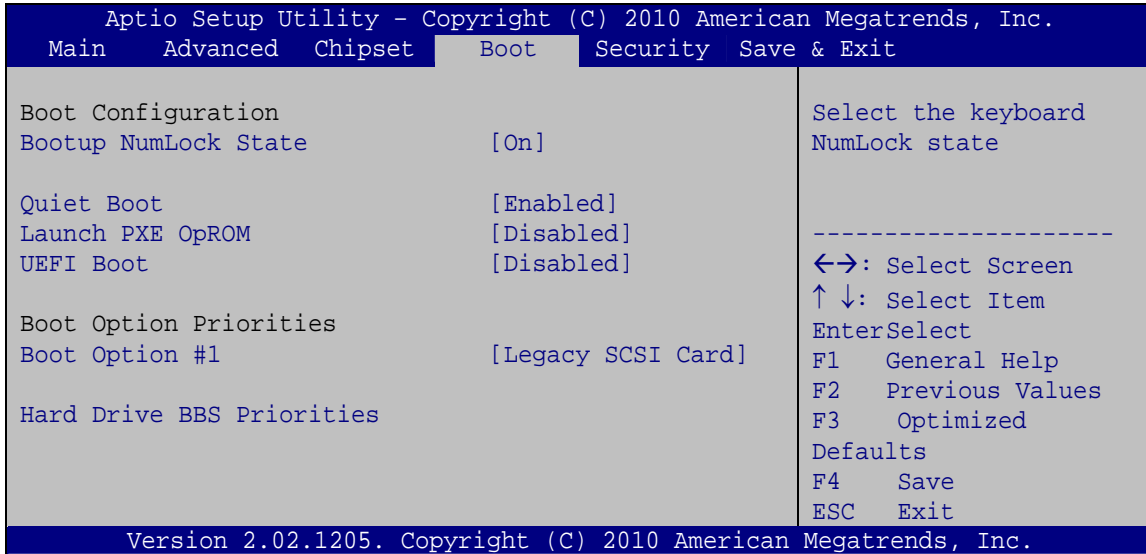 Aptio Setup Utility – Copyright (C) 2010 American Megatrends, Inc.
Main Advanced Chipset Boot Security Save & Exit
Boot Configuration
Bootup NumLock State [On]
Quiet Boot [Enabled]
Launch PXE OpROM [Disabled]
UEFI Boot [Disabled]
Boot Option Priorities
Boot Option #1 [Legacy SCSI Card]
Hard Drive BBS Priorities
Select the keyboard
NumLock state
---------------------
←→: Select Screen
↑ ↓: Select Item
EnterSelect
F1 General Help
F2 Previous Values
F3 Optimized
Defaults
F4 Save
ESC Exit
Version 2.02.1205. Copyright (C) 2010 American Megatrends, Inc.